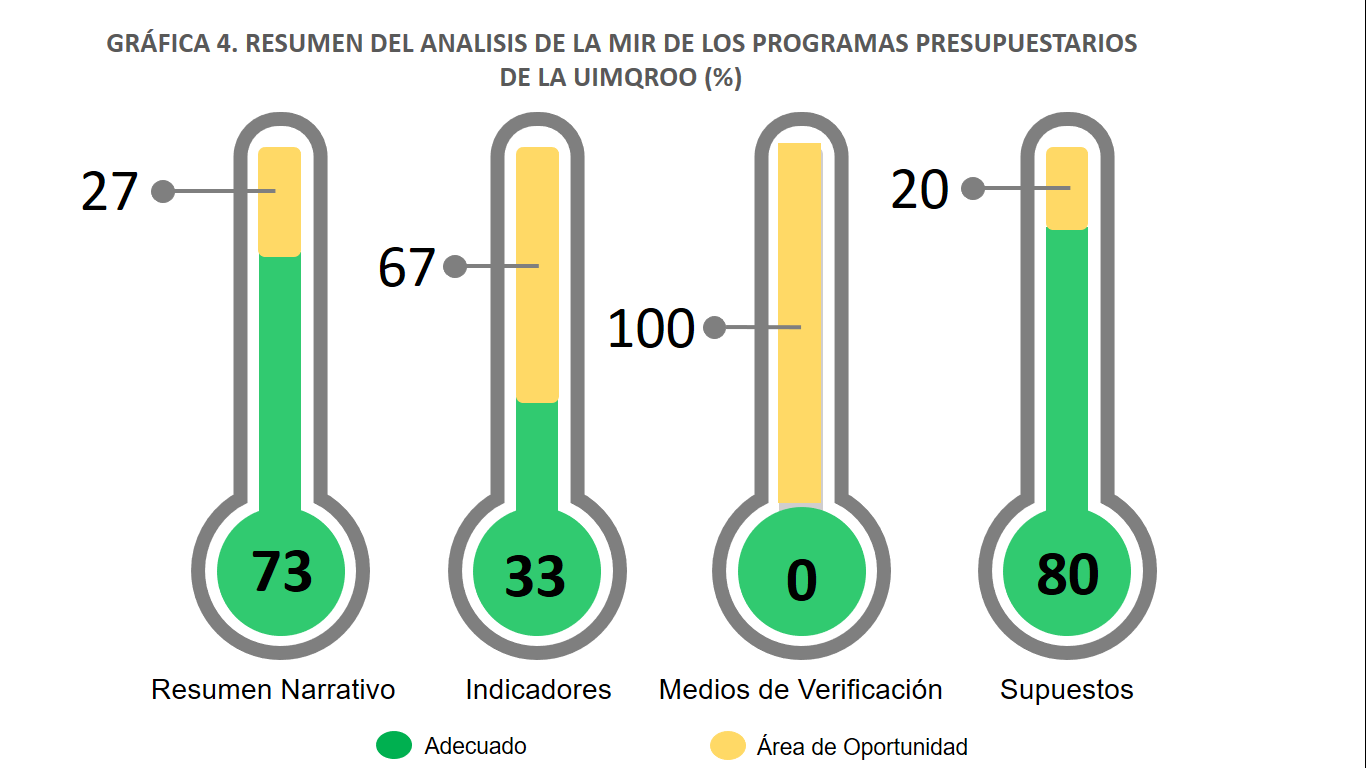 GRÁFICA 4. RESUMEN DEL ANALISIS DE LA MIR DE LOS PROGRAMAS PRESUPUESTARIOS
DE LA UIMQROO (%)
27
67
100
20
73
33
0
80
Resumen Narrativo
Indicadores
Medios de Verificación
Supuestos
Adecuado
Área de Oportunidad